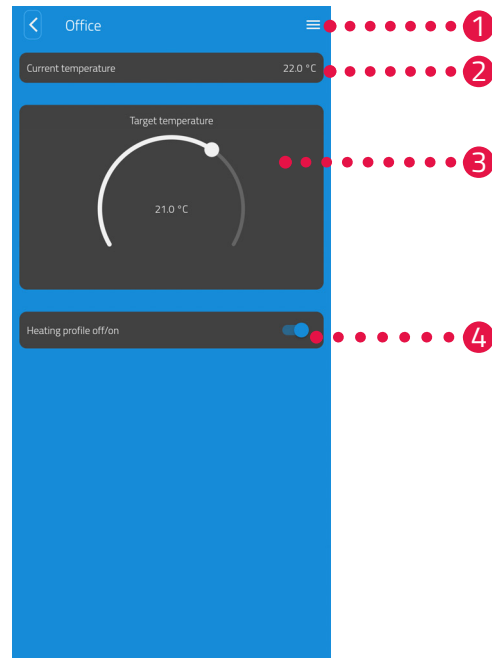 Office
1
Current temperature 22.0 °C
2
Target temperature
3
21.0 °C
Heating profile off/on
4